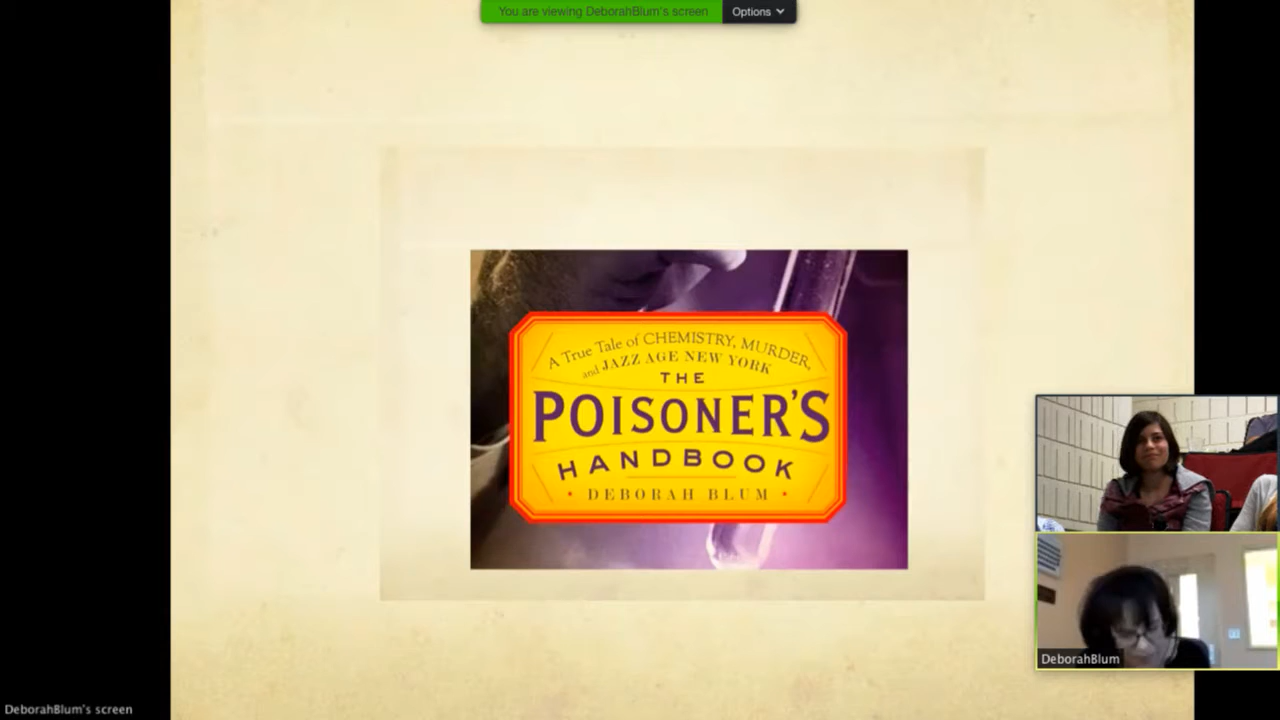 You are viewing DeborahBlum's screen
Options
A True Tale of CHEMISTRY, MURDER,
and JAZZ AGE NEW YORK
THE
POISONER'S
HANDBOOK
• DEBORAH BLUM •
DeborahBlum
DeborahBlum's screen